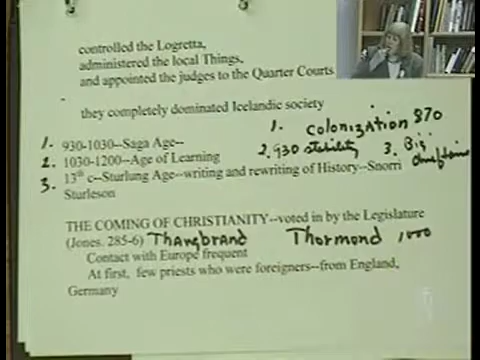 controlled the Logretta,
administered the local Things,
and appointed the judges to the Quarter Courts
they completely dominated Icelandic society
1. colonization 870
1. 930-1030--Saga Age--
2. 930 stability 3. Big chieftains
2. 1030-1200--Age of Learning
3. 13th c--Sturlung Age--writing and rewriting of History--Snorri
Sturleson
THE COMING OF CHRISTIANITY--voted in by the Legislature
(Jones. 285-6) Thangbrand Thormond 1000
Contact with Europe frequent
At first, few priests who were foreigners--from England,
Germany